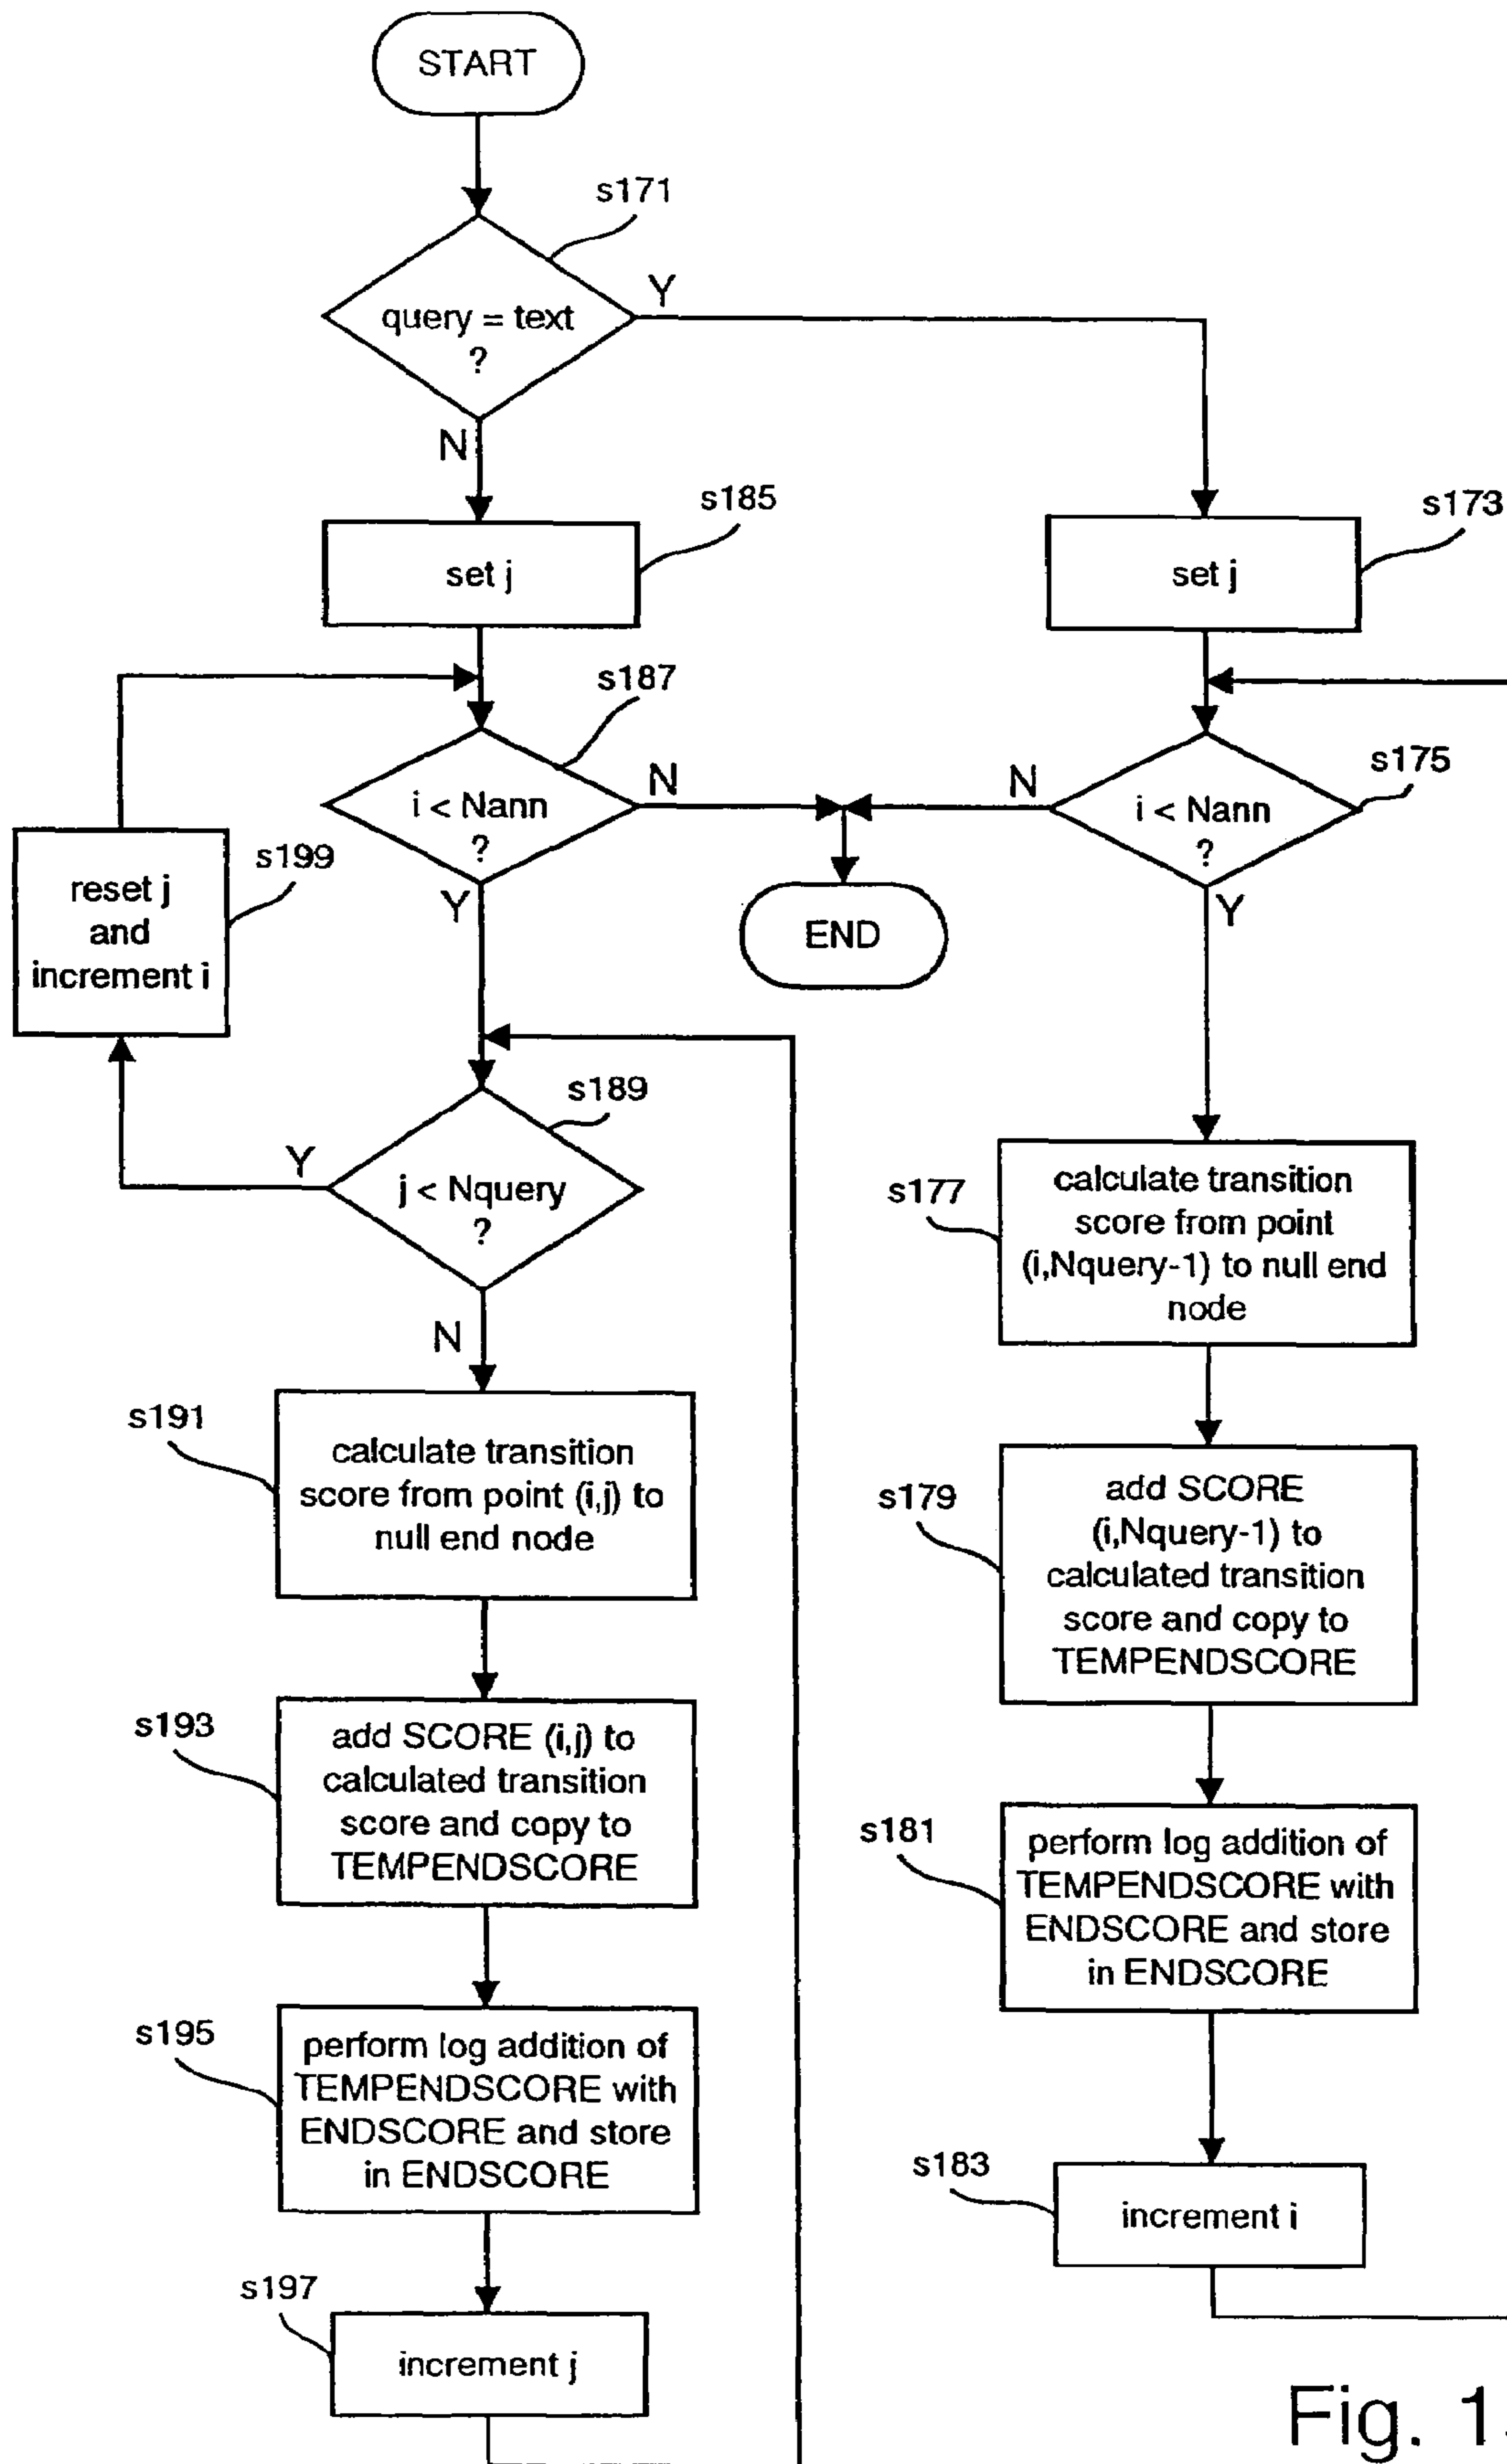 START
s171
query = text
?
Y
N
s185
set j
s173
set j
s187
i < Nann
?
N
Y
s175
i < Nann
?
N
Y
END
s199
reset j
and
increment i
s189
j < Nquery
?
Y
N
s177
calculate transition
score from point
(i,Nquery-1) to null end
node
s191
calculate transition
score from point (i,j) to
null end node
s179
add SCORE
(i,Nquery-1) to
calculated transition
score and copy to
TEMPENDSCORE
s193
add SCORE (i,j) to
calculated transition
score and copy to
TEMPENDSCORE
s181
perform log addition of
TEMPENDSCORE with
ENDSCORE and store
in ENDSCORE
s195
perform log addition of
TEMPENDSCORE with
ENDSCORE and store
in ENDSCORE
s183
increment i
s197
increment j
Fig. 1